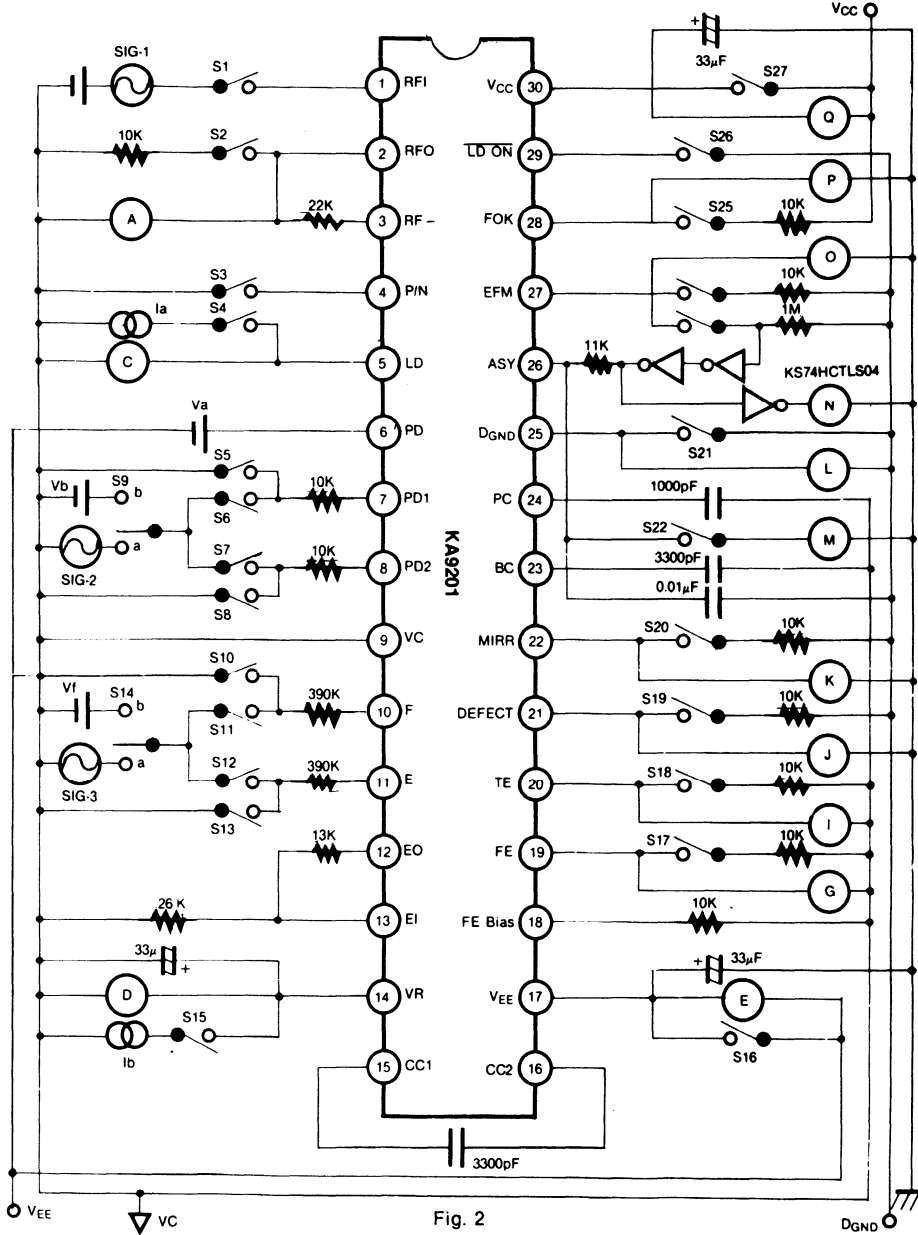 VCC
+
33μF
SIG-1
S1
1
RFI
VCC
30
S27
Q
10K
S2
2
RFO
LD ON
29
S26
P
A
22K
3
RF-
FOK
28
S25
10K
O
S3
4
P/N
EFM
27
10K
Ia
S4
1M
C
5
LD
ASY
26
11K
KS74HCTLS04
N
Va
6
PD
DGND
25
S21
L
S5
Vb
S9
b
S6
10K
7
PD1
PC
24
1000pF
SIG-2
a
S7
10K
8
PD2
S8
KA9201
S22
M
BC
23
3300pF
0.01μF
9
VC
MIRR
22
S20
10K
K
S10
Vf
S14
b
S11
390K
10
F
DEFECT
21
S19
10K
J
SIG-3
a
S12
390K
11
E
S13
TE
20
S18
10K
I
13K
12
EO
FE
19
S17
10K
G
26 K
13
EI
FE Bias
18
10K
33μ
+
+
33μF
D
14
VR
VEE
17
E
Ib
S15
S16
15
CC1
CC2
16
3300pF
VEE
VC
Fig. 2
DGND